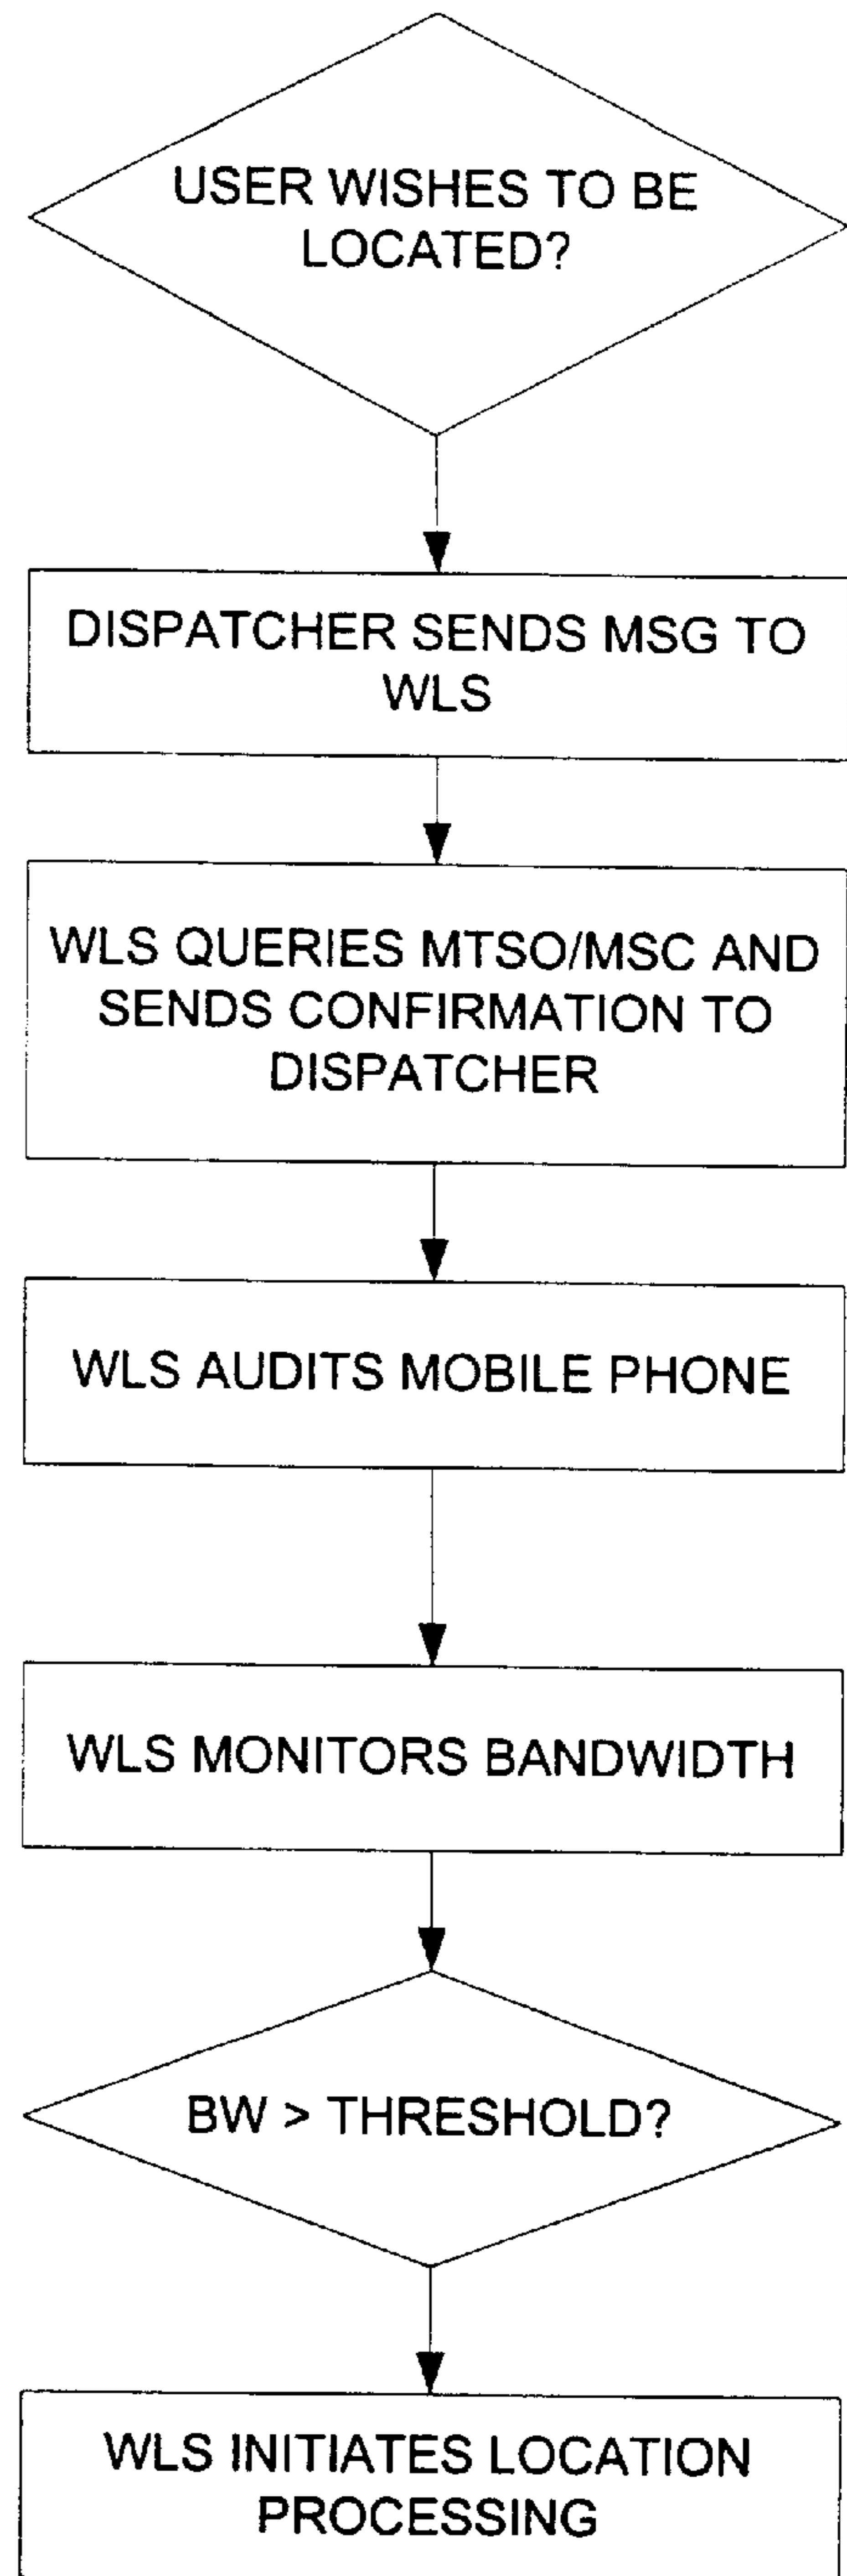 USER WISHES TO BE
LOCATED?
DISPATCHER SENDS MSG TO
WLS
WLS QUERIES MTSO/MSC AND
SENDS CONFIRMATION TO
DISPATCHER
WLS AUDITS MOBILE PHONE
WLS MONITORS BANDWIDTH
BW > THRESHOLD?
WLS INITIATES LOCATION
PROCESSING